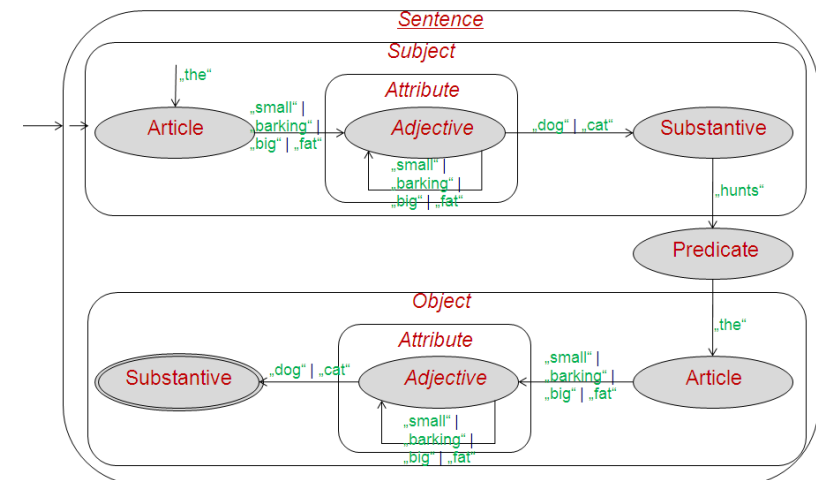 Sentence
Subject
„the“
Attribute
„small“ |
„barking“ |
„big“ | „fat“
Article
Adjective
„dog“ | „cat“
Substantive
„small“ |
„barking“ |
„big“ | „fat“
„hunts“
Predicate
Object
„the“
Attribute
Substantive
„dog“ | „cat“
Adjective
„small“ |
„barking“ |
„big“ | „fat“
Article
„small“ |
„barking“ |
„big“ | „fat“